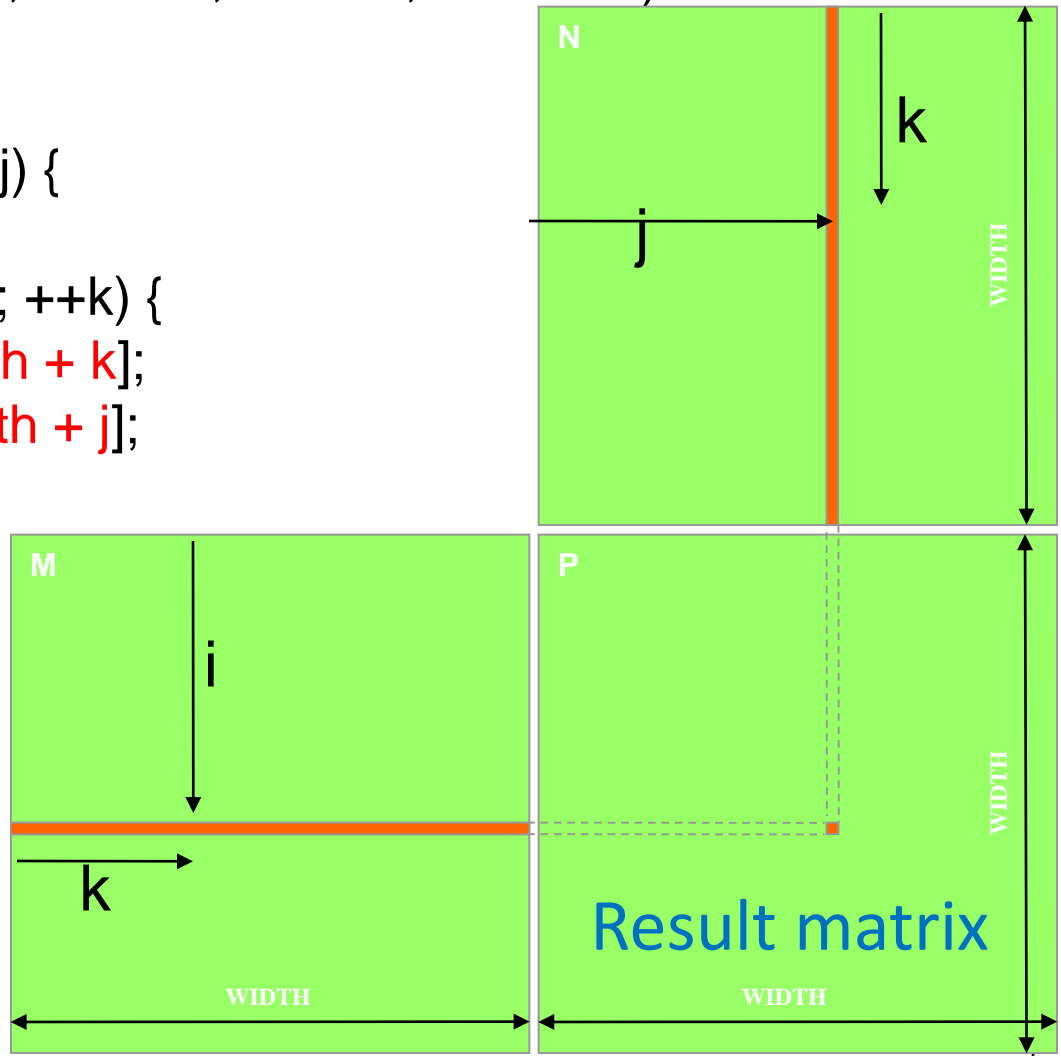 j) {
; ++k) {
h + k];
th + j];
N
k
j
WIDTH
M
i
k
WIDTH
P
WIDTH
Result matrix
WIDTH